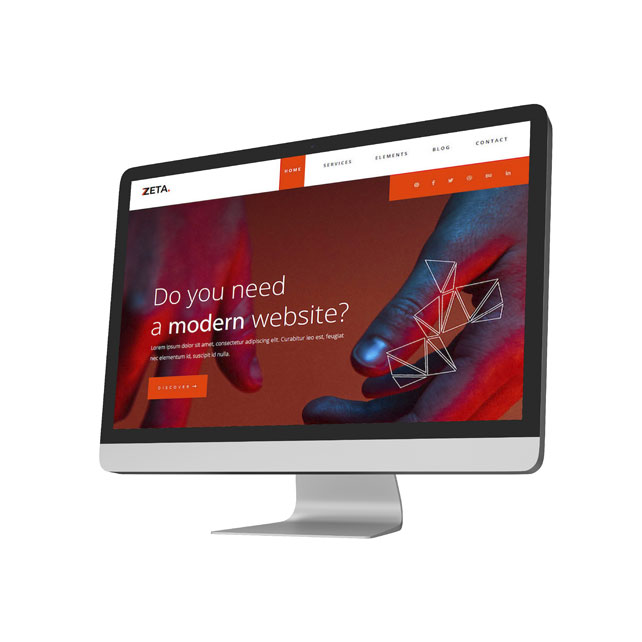 ZETA.
HOME SERVICES ELEMENTS BLOG CONTACT
Do you need
a modern website?
Lorem ipsum dolor sit amet, consectetur adipiscing elit. Curabitur leo est, feugiat
nec elementum id, suscipit id nulla.
DISCOVER →